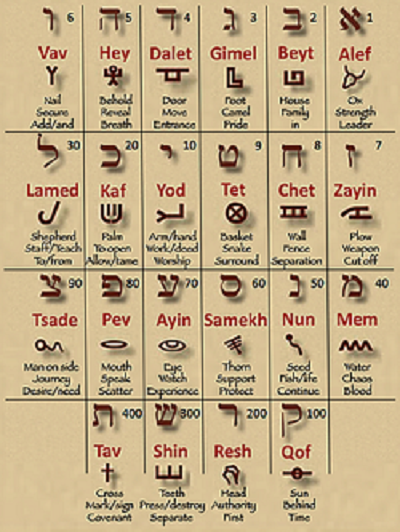 א 1
Alef
Ox
Strength
Leader
ב 2
Beyt
House
Family
in
ג 3
Gimel
Foot
Camel
Pride
ד 4
Dalet
Door
Move
Entrance
ה 5
Hey
Behold
Reveal
Breath
ו 6
Vav
Nail
Secure
Add/and
ז 7
Zayin
Plow
Weapon
Cut off
ח 8
Chet
Wall
Fence
Separation
ט 9
Tet
Basket
Snake
Surround
י 10
Yod
Arm/hand
Work/deed
Worship
כ 20
Kaf
Palm
To open
Allow/tame
ל 30
Lamed
Shepherd
Staff/Teach
To/from
מ 40
Mem
Water
Chaos
Blood
נ 50
Nun
Seed
Fish/life
Continue
ס 60
Samekh
Thorn
Support
Protect
ע 70
Ayin
Eye
Watch
Experience
פ 80
Pev
Mouth
Speak
Scatter
צ 90
Tsade
Man on side
Journey
Desire/need
ק 100
Qof
Sun
Behind
Time
ר 200
Resh
Head
Authority
First
ש 300
Shin
Teeth
Press/destroy
Separate
ת 400
Tav
Cross
Mark/sign
Covenant